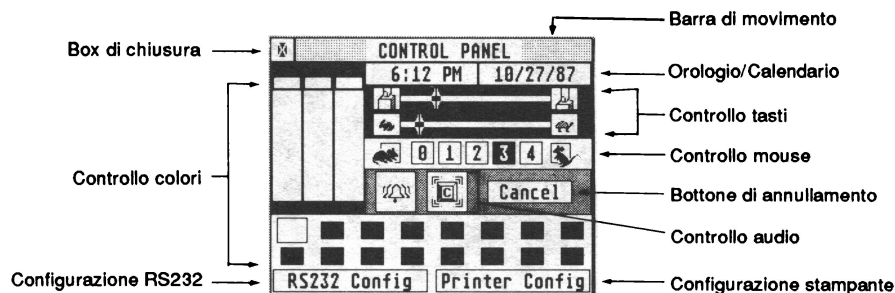 Barra di movimento
Box di chiusura
CONTROL PANEL
6:12 PM 10/27/87
Orologio/Calendario
Controllo tasti
0 1 2 3 4
Controllo mouse
Controllo colori
C
Cancel
Bottone di annullamento
Controllo audio
Configurazione RS232
RS232 Config Printer Config
Configurazione stampante